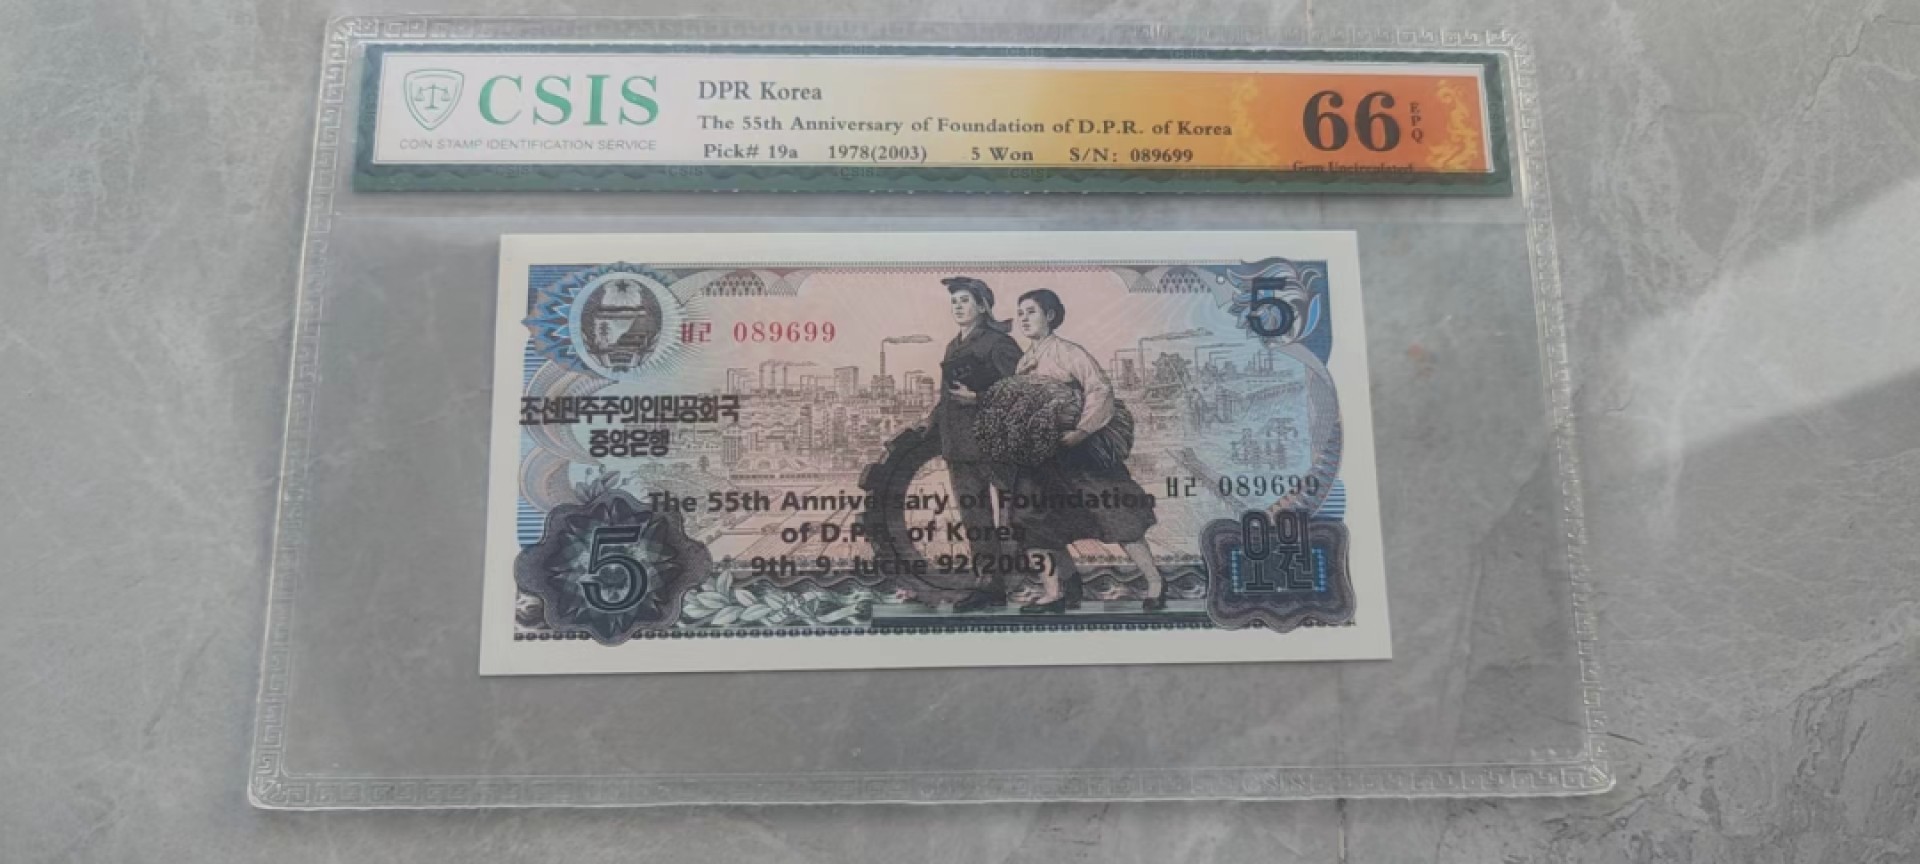 CSIS
COIN STAMP IDENTIFICATION SERVICE
DPR Korea
The 55th Anniversary of Foundation of D.P.R. of Korea
Pick# 19a 1978(2003) 5 Won S/N: 089699
66
EPQ
Gem Uncirculated
ㅂㄹ 089699
5
조선민주주의인민공화국
중앙은행
ㅂㄹ 089699
The 55th Anniversary of Foundation
of D.P.R. of Korea
9th. 9. Juche 92(2003)
5
오원
CSIS